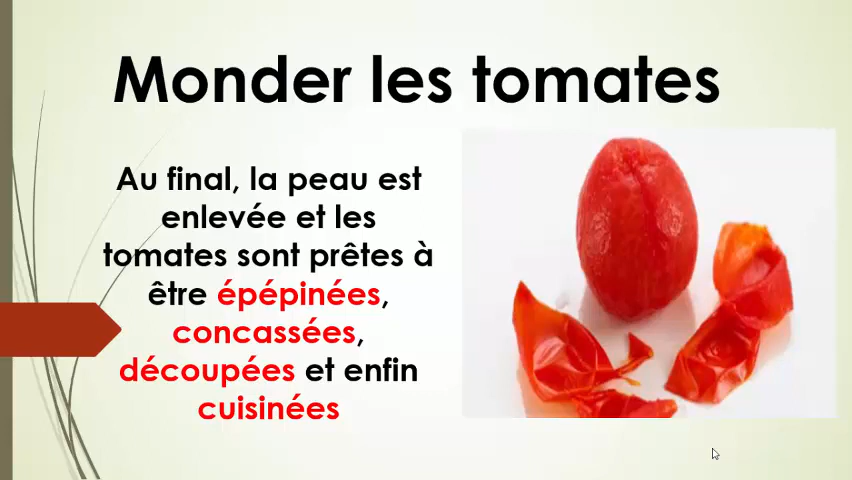 Monder les tomates
Au final, la peau est
enlevée et les
tomates sont prêtes à
être épépinées,
concassées,
découpées et enfin
cuisinées